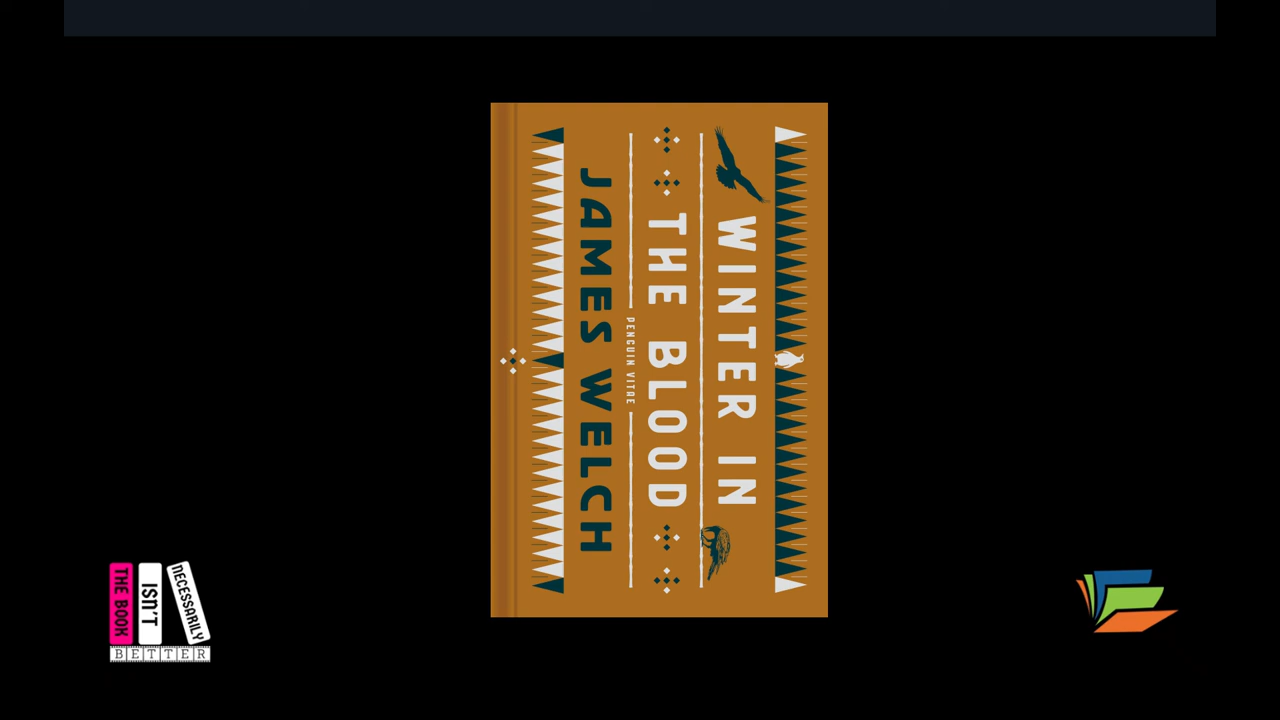 WINTER IN
THE BLOOD
PENGUIN VITAE
JAMES WELCH
THE BOOK
ISN'T
NECESSARILY
BETTER